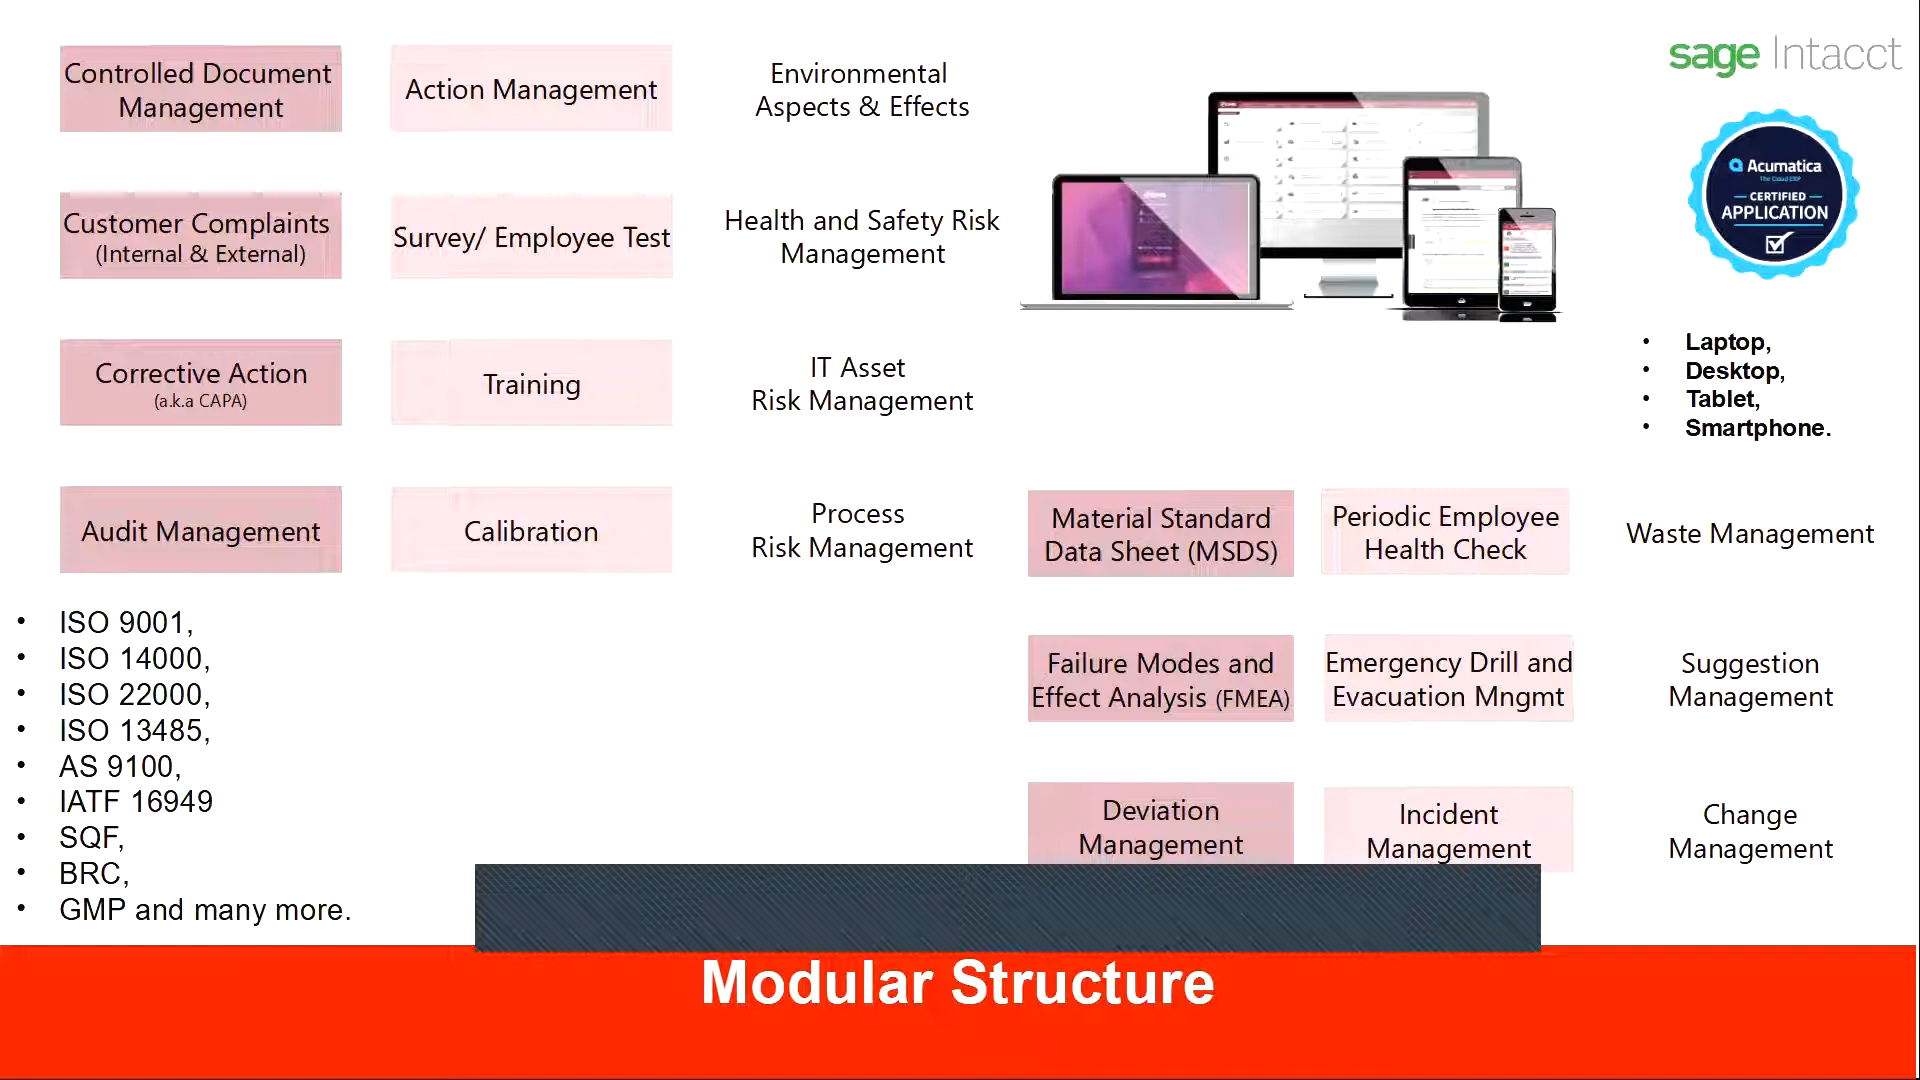 Controlled Document
Management
Action Management
Environmental
Aspects & Effects
sage Intacct
Acumatica
The Cloud ERP
CERTIFIED
APPLICATION
Customer Complaints
(Internal & External)
Survey/ Employee Test
Health and Safety Risk
Management
Corrective Action
(a.k.a CAPA)
Training
IT Asset
Risk Management
• Laptop,
• Desktop,
• Tablet,
• Smartphone.
Audit Management
Calibration
Process
Risk Management
Material Standard
Data Sheet (MSDS)
Periodic Employee
Health Check
Waste Management
• ISO 9001,
• ISO 14000,
• ISO 22000,
• ISO 13485,
• AS 9100,
• IATF 16949
• SQF,
• BRC,
• GMP and many more.
Failure Modes and
Effect Analysis (FMEA)
Emergency Drill and
Evacuation Mngmt
Suggestion
Management
Deviation
Management
Incident
Management
Change
Management
Modular Structure